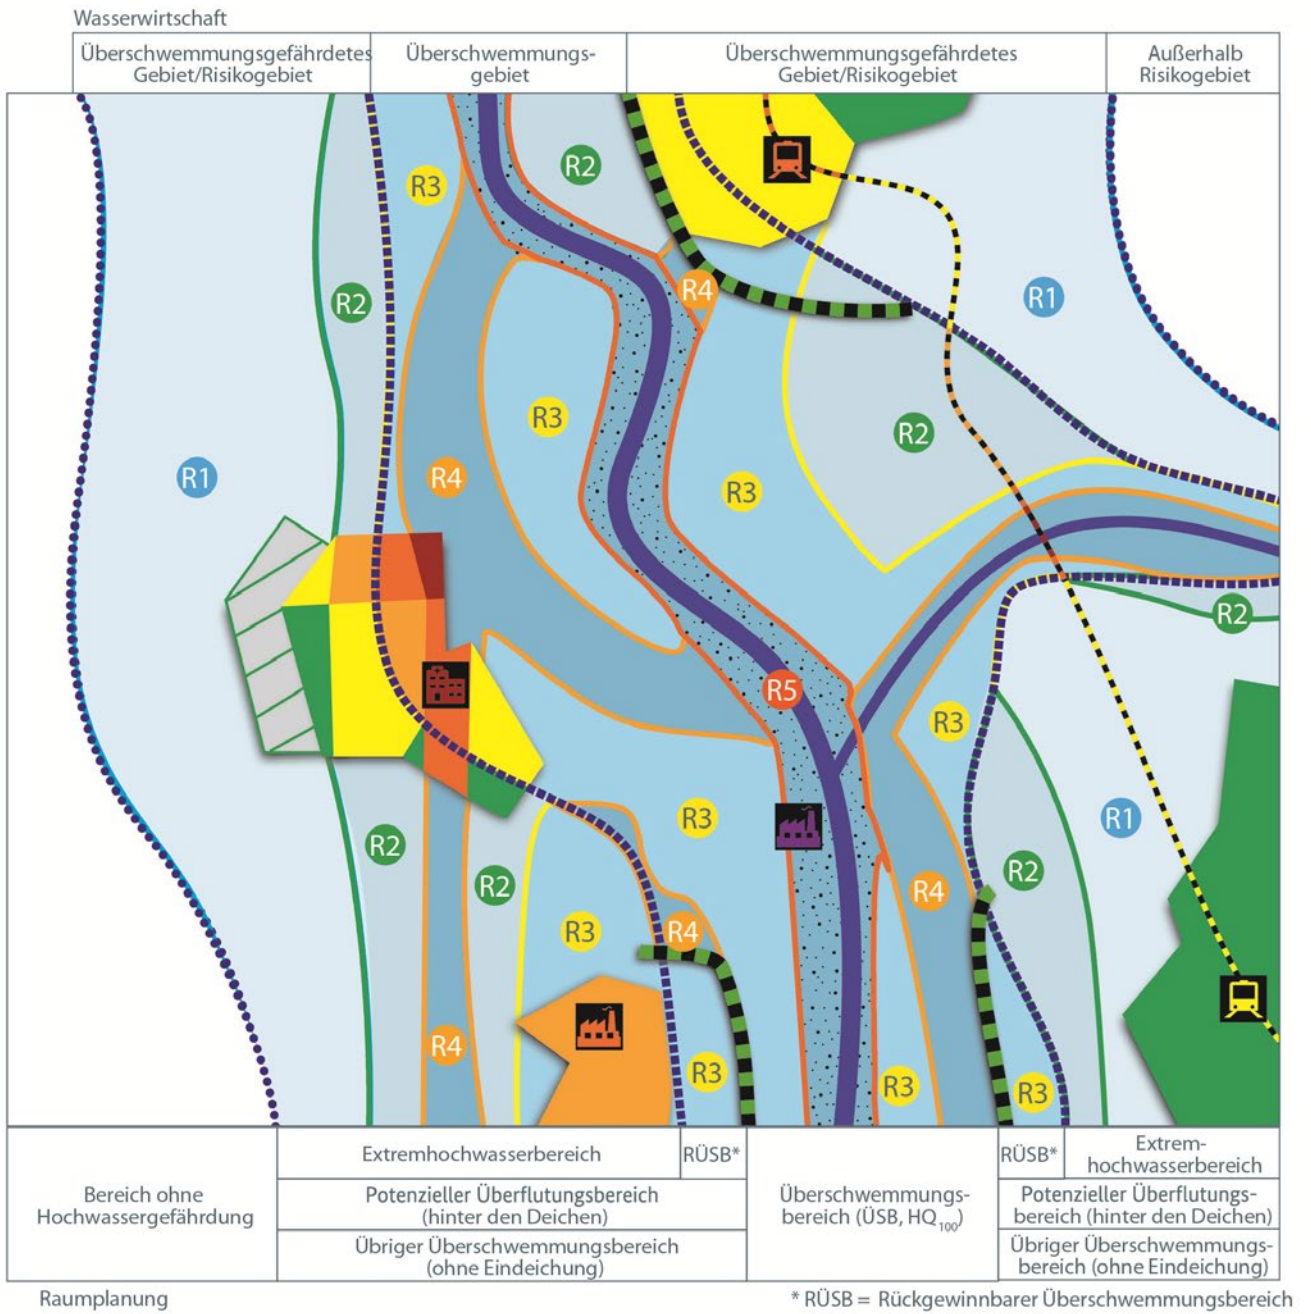 Wasserwirtschaft
Überschwemmungsgefährdetes
Gebiet/Risikogebiet
Überschwemmungs-
gebiet
Überschwemmungsgefährdetes
Gebiet/Risikogebiet
Außerhalb
Risikogebiet
R2
R3
R4
R1
R2
R3
R2
R4
R3
R1
R4
R3
R2
R5
R3
R3
R1
R2
R2
R2
R4
R3
R4
R4
R3
R3
R3
Bereich ohne
Hochwassergefährdung
Extremhochwasserbereich
RÜSB*
Potenzieller Überflutungsbereich
(hinter den Deichen)
Übriger Überschwemmungsbereich
(ohne Eindeichung)
Überschwemmungs-
bereich (ÜSB, HQ100)
RÜSB*
Extrem-
hochwasserbereich
Potenzieller Überflutungs-
bereich (hinter den Deichen)
Übriger Überschwemmungs-
bereich (ohne Eindeichung)
Raumplanung
* RÜSB = Rückgewinnbarer Überschwemmungsbereich